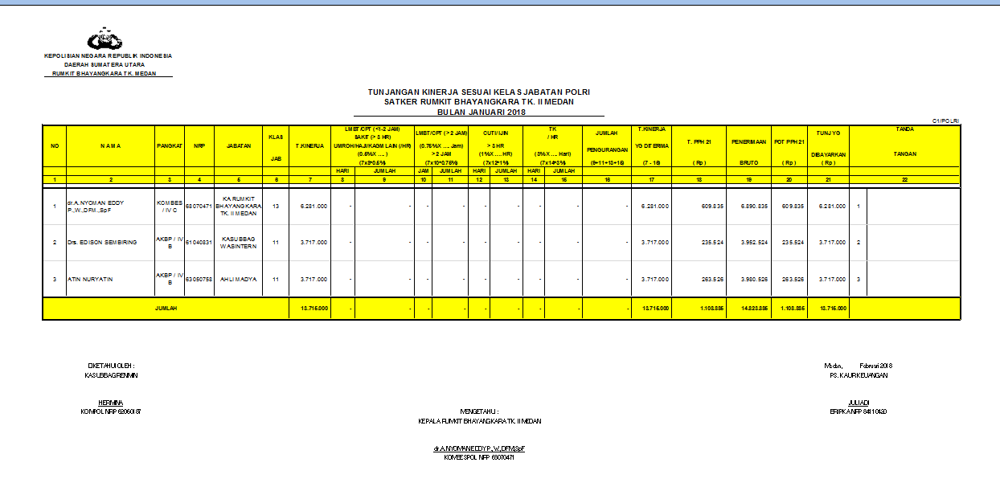 KEPOLISIAN NEGARA REPUBLIK INDONESIA
DAERAH SUMATERA UTARA
RUMKIT BHAYANGKARA TK. MEDAN
TUNJANGAN KINERJA SESUAI KELAS JABATAN POLRI
SATKER RUMKIT BHAYANGKARA TK. II MEDAN
BULAN JANUARI 2018
C1/POLRI
NO N A M A PANGKAT NRP JABATAN KLAS JAB T.KINERJA LMBT/CPT (<1-2 JAM) SAKIT (> 3 HR) UMROH/HAJI/KAGM LAIN (/HR) (0.5% X .... ) (7x8*0.5%) LMBT/CPT (> 2 JAM) (0.75% X .... Jam) > 2 JAM (7x10*0.75%) CUTI/ IJIN > 3 HR (1% X .... HR) (7x12*1%) TK / HR (3% X .... Hari) (7x14*3%) JUMLAH PENGURANGAN (9+11+13+15) T.KINERJA YG DITERIMA (7 - 16) T. PPH 21 ( Rp ) PENERIMAAN BRUTO POT PPH 21 ( Rp ) TUNJ YG DIBAYARKAN ( Rp ) TANDA TANGAN
HARI JUMLAH JAM JUMLAH HARI JUMLAH HARI JUMLAH
1 2 3 4 5 6 7 8 9 10 11 12 13 14 15 16 17 18 19 20 21 22
1 dr.A.NYOMAN EDDY P.,W.,DFM.,SpF KOMBES / IV C 68070471 KA RUMKIT BHAYANGKARA TK. II MEDAN 13 6.281.000 - - - - - - - - - 6.281.000 609.835 6.890.835 609.835 6.281.000 1
2 Drs. EDISON SEMBIRING AKBP / IV B 61040831 KASUBBAG WASINTERN 11 3.717.000 - - - - - - - - - 3.717.000 235.524 3.952.524 235.524 3.717.000 2
3 ATIN NURYATIN AKBP / IV B 63050758 AHLI MADYA 11 3.717.000 - - - - - - - - - 3.717.000 263.526 3.980.526 263.526 3.717.000 3
JUMLAH 13.715.000 - - - - - - - - - 13.715.000 1.108.885 14.823.885 1.108.885 13.715.000
DIKETAHUI OLEH :
KASUBBAGRENMIN
HERMINA
KOMPOL NRP 62060187
MENGETAHUI :
KEPALA RUMKIT BHAYANGKARA TK. II MEDAN
dr.A.NYOMAN EDDY P.,W.,DFM,SpF
KOMBESPOL NRP 68070471
Medan, Februari 2018
PS. KAURKEUANGAN
JULIADI
BRIPKA NRP 84110420